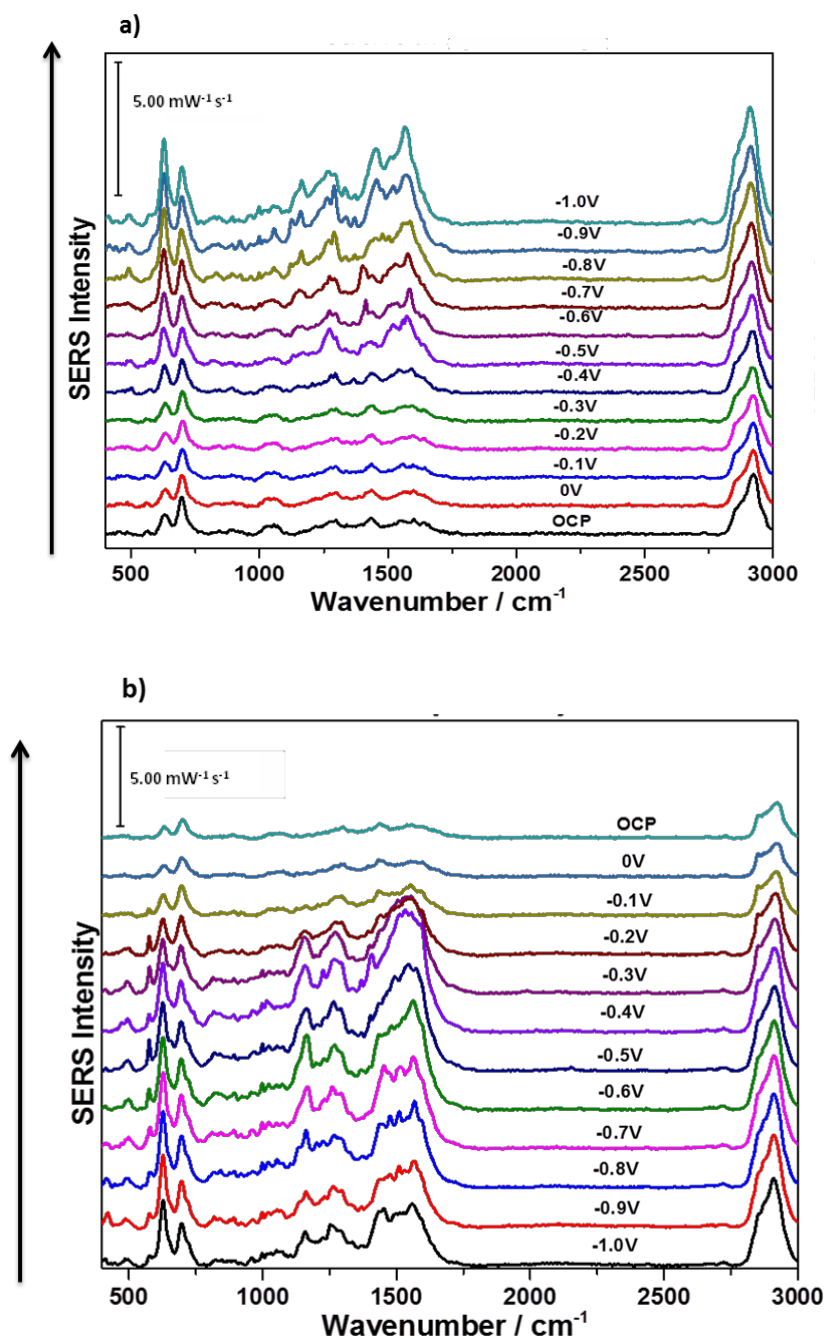 a)
5.00 mW⁻¹ s⁻¹
-1.0V
-0.9V
-0.8V
-0.7V
-0.6V
-0.5V
-0.4V
-0.3V
-0.2V
-0.1V
0V
OCP
SERS Intensity
500 1000 1500 2000 2500 3000
Wavenumber / cm⁻¹
b)
5.00 mW⁻¹ s⁻¹
OCP
0V
-0.1V
-0.2V
-0.3V
-0.4V
-0.5V
-0.6V
-0.7V
-0.8V
-0.9V
-1.0V
SERS Intensity
500 1000 1500 2000 2500 3000
Wavenumber / cm⁻¹